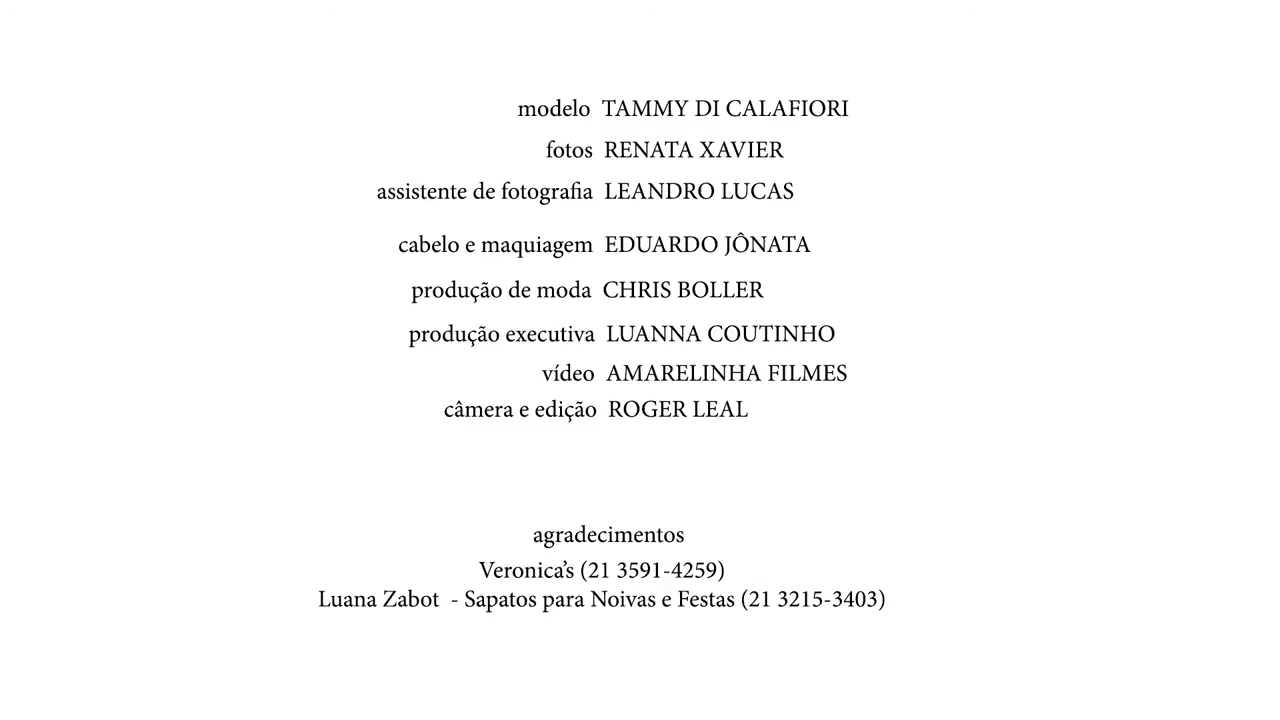 modelo TAMMY DI CALAFIORI
fotos RENATA XAVIER
assistente de fotografia LEANDRO LUCAS
cabelo e maquiagem EDUARDO JÔNATA
produção de moda CHRIS BOLLER
produção executiva LUANNA COUTINHO
vídeo AMARELINHA FILMES
câmera e edição ROGER LEAL
agradecimentos
Veronica's (21 3591-4259)
Luana Zabot - Sapatos para Noivas e Festas (21 3215-3403)